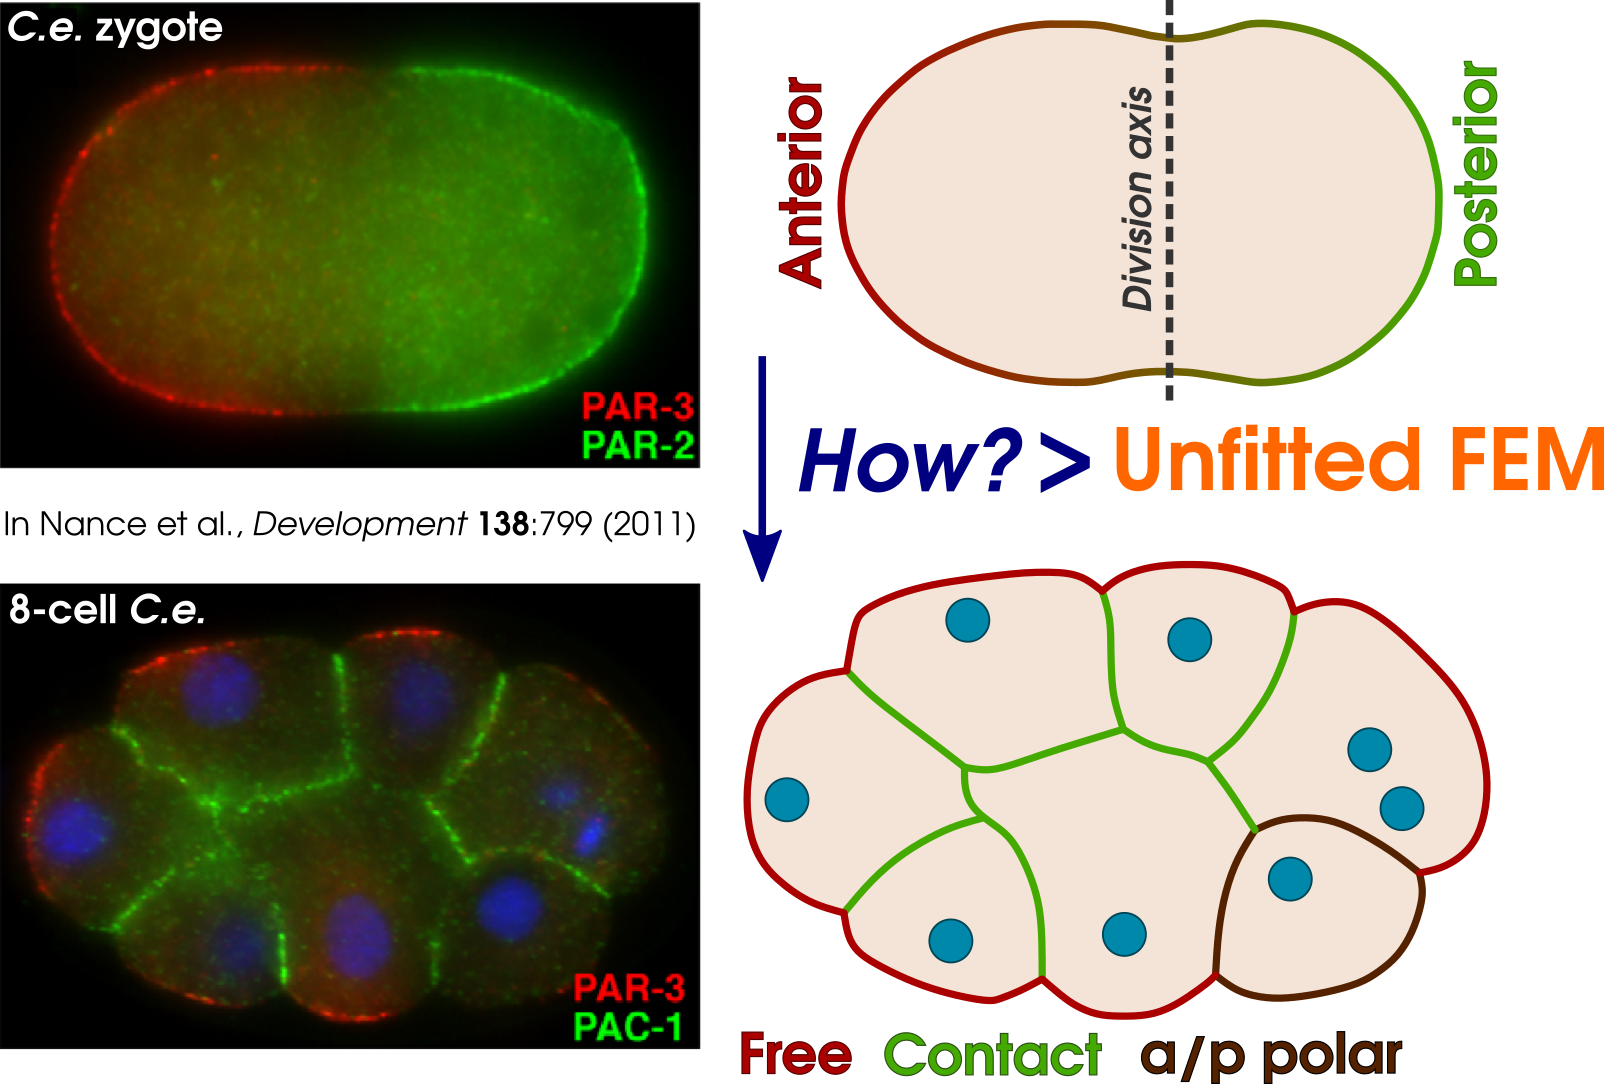 C.e. zygote
PAR-3
PAR-2
Anterior
Division axis
Posterior
How? > Unfitted FEM
In Nance et al., Development 138:799 (2011)
8-cell C.e.
PAR-3
PAC-1
Free Contact a/p polar